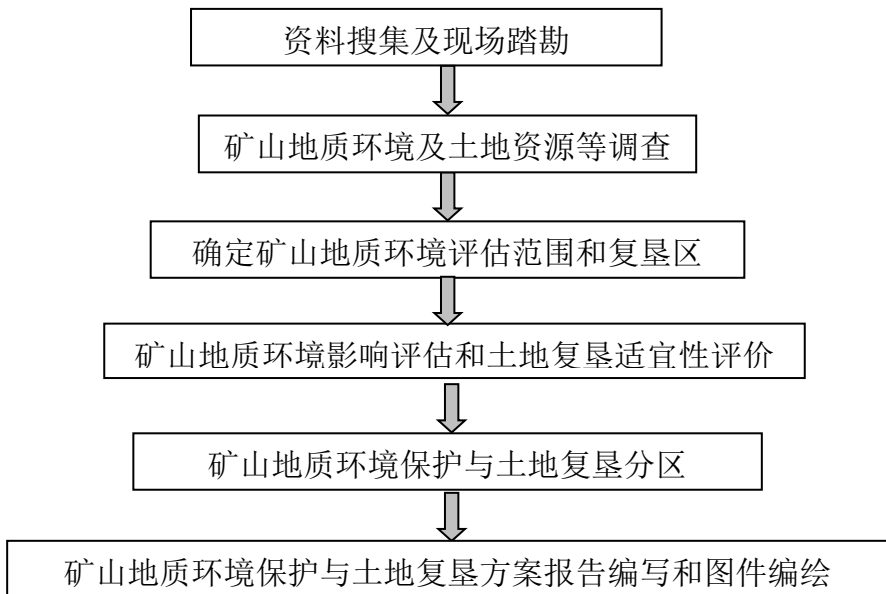 资料搜集及现场踏勘
矿山地质环境及土地资源等调查
确定矿山地质环境评估范围和复垦区
矿山地质环境影响评估和土地复垦适宜性评价
矿山地质环境保护与土地复垦分区
矿山地质环境保护与土地复垦方案报告编写和图件编绘